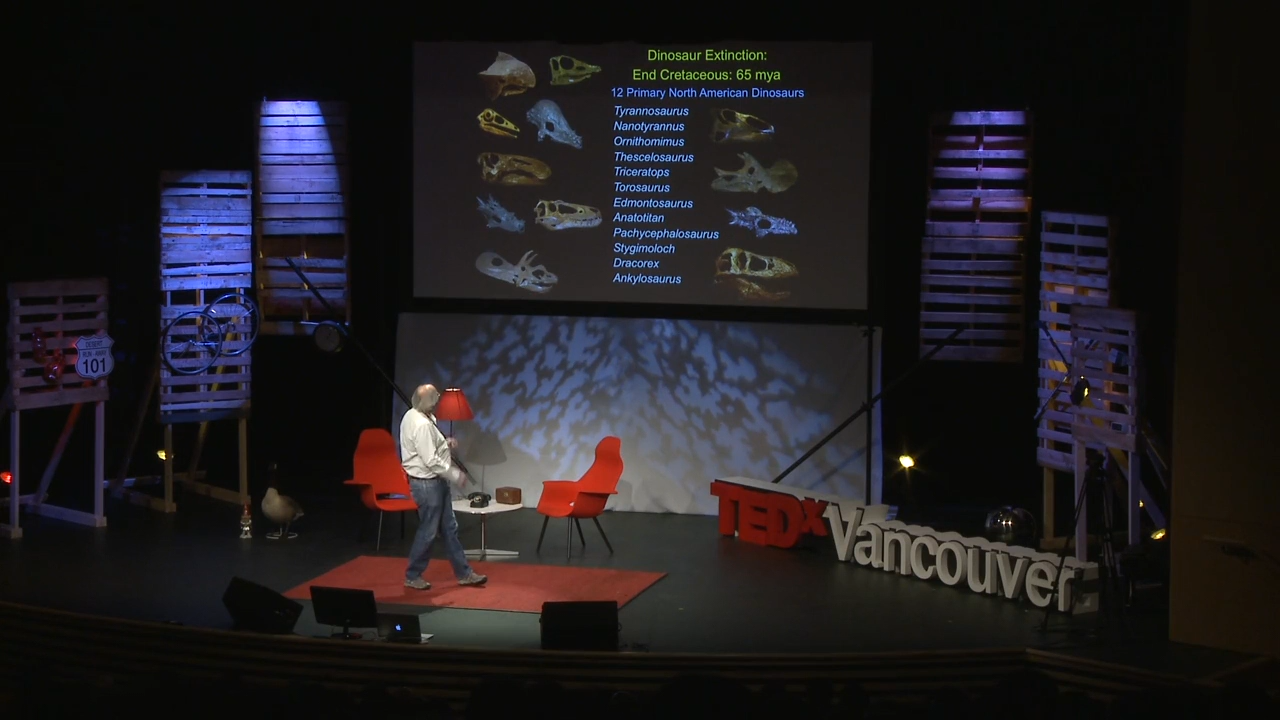 Dinosaur Extinction:
End Cretaceous: 65 mya
12 Primary North American Dinosaurs
Tyrannosaurus
Nanotyrannus
Ornithomimus
Thescelosaurus
Triceratops
Torosaurus
Edmontosaurus
Anatotitan
Pachycephalosaurus
Stygimoloch
Dracorex
Ankylosaurus
DESERT
101
TEDx
Vancouver